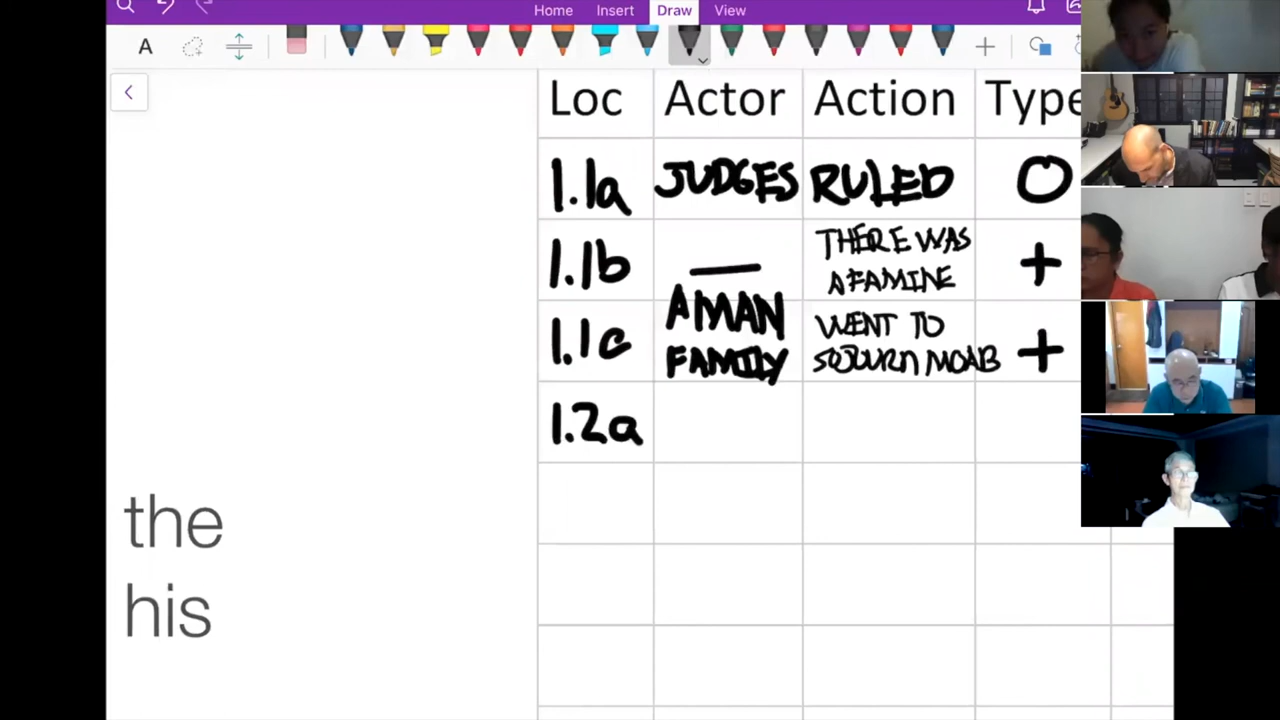 Home Insert Draw View
A
Loc Actor Action Type
1.1a JUDGES RULED O
1.1b — THERE WAS
A FAMINE +
1.1c A MAN
FAMILY WENT TO
SOJOURN MOAB +
1.2a
the
his